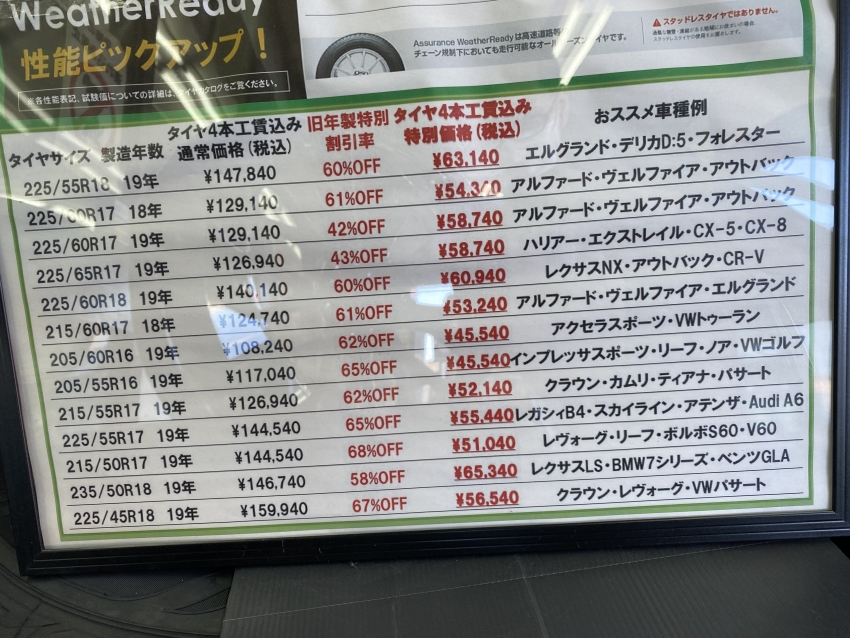 WeatherReady
性能ピックアップ！
※各性能表記、試験値についての詳細は、タイヤカタログをご覧ください。
Assurance WeatherReady は高速道路等の
チェーン規制下においても走行可能なオールシーズンタイヤです。
スタッドレスタイヤではありません。
タイヤサイズ 製造年数 タイヤ4本工賃込み 通常価格(税込) 旧年製特別 割引率 タイヤ4本工賃込み 特別価格(税込) おススメ車種例
225/55R18 19年 ¥147,840 60%OFF ¥63,140 エルグランド・デリカD:5・フォレスター
225/60R17 18年 ¥129,140 61%OFF ¥54,340 アルファード・ヴェルファイア・アウトバック
225/60R17 19年 ¥129,140 42%OFF ¥58,740 アルファード・ヴェルファイア・アウトバック
225/65R17 19年 ¥126,940 43%OFF ¥58,740 ハリアー・エクストレイル・CX-5・CX-8
225/60R18 19年 ¥140,140 60%OFF ¥60,940 レクサスNX・アウトバック・CR-V
215/60R17 18年 ¥124,740 61%OFF ¥53,240 アルファード・ヴェルファイア・エルグランド
205/60R16 19年 ¥108,240 62%OFF ¥45,540 アクセラスポーツ・VWトゥーラン
205/55R16 19年 ¥117,040 65%OFF ¥45,540 インプレッサスポーツ・リーフ・ノア・VWゴルフ
215/55R17 19年 ¥126,940 62%OFF ¥52,140 クラウン・カムリ・ティアナ・パサート
225/55R17 19年 ¥144,540 65%OFF ¥55,440 レガシィB4・スカイライン・アテンザ・Audi A6
215/50R17 19年 ¥144,540 68%OFF ¥51,040 レヴォーグ・リーフ・ボルボS60・V60
235/50R18 19年 ¥146,740 58%OFF ¥65,340 レクサスLS・BMW7シリーズ・ベンツGLA
225/45R18 19年 ¥159,940 67%OFF ¥56,540 クラウン・レヴォーグ・VWパサート